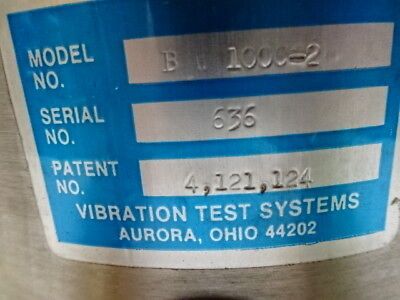 MODEL NO. B 1000-2
SERIAL NO. 636
PATENT NO. 4,121,124
VIBRATION TEST SYSTEMS
AURORA, OHIO 44202